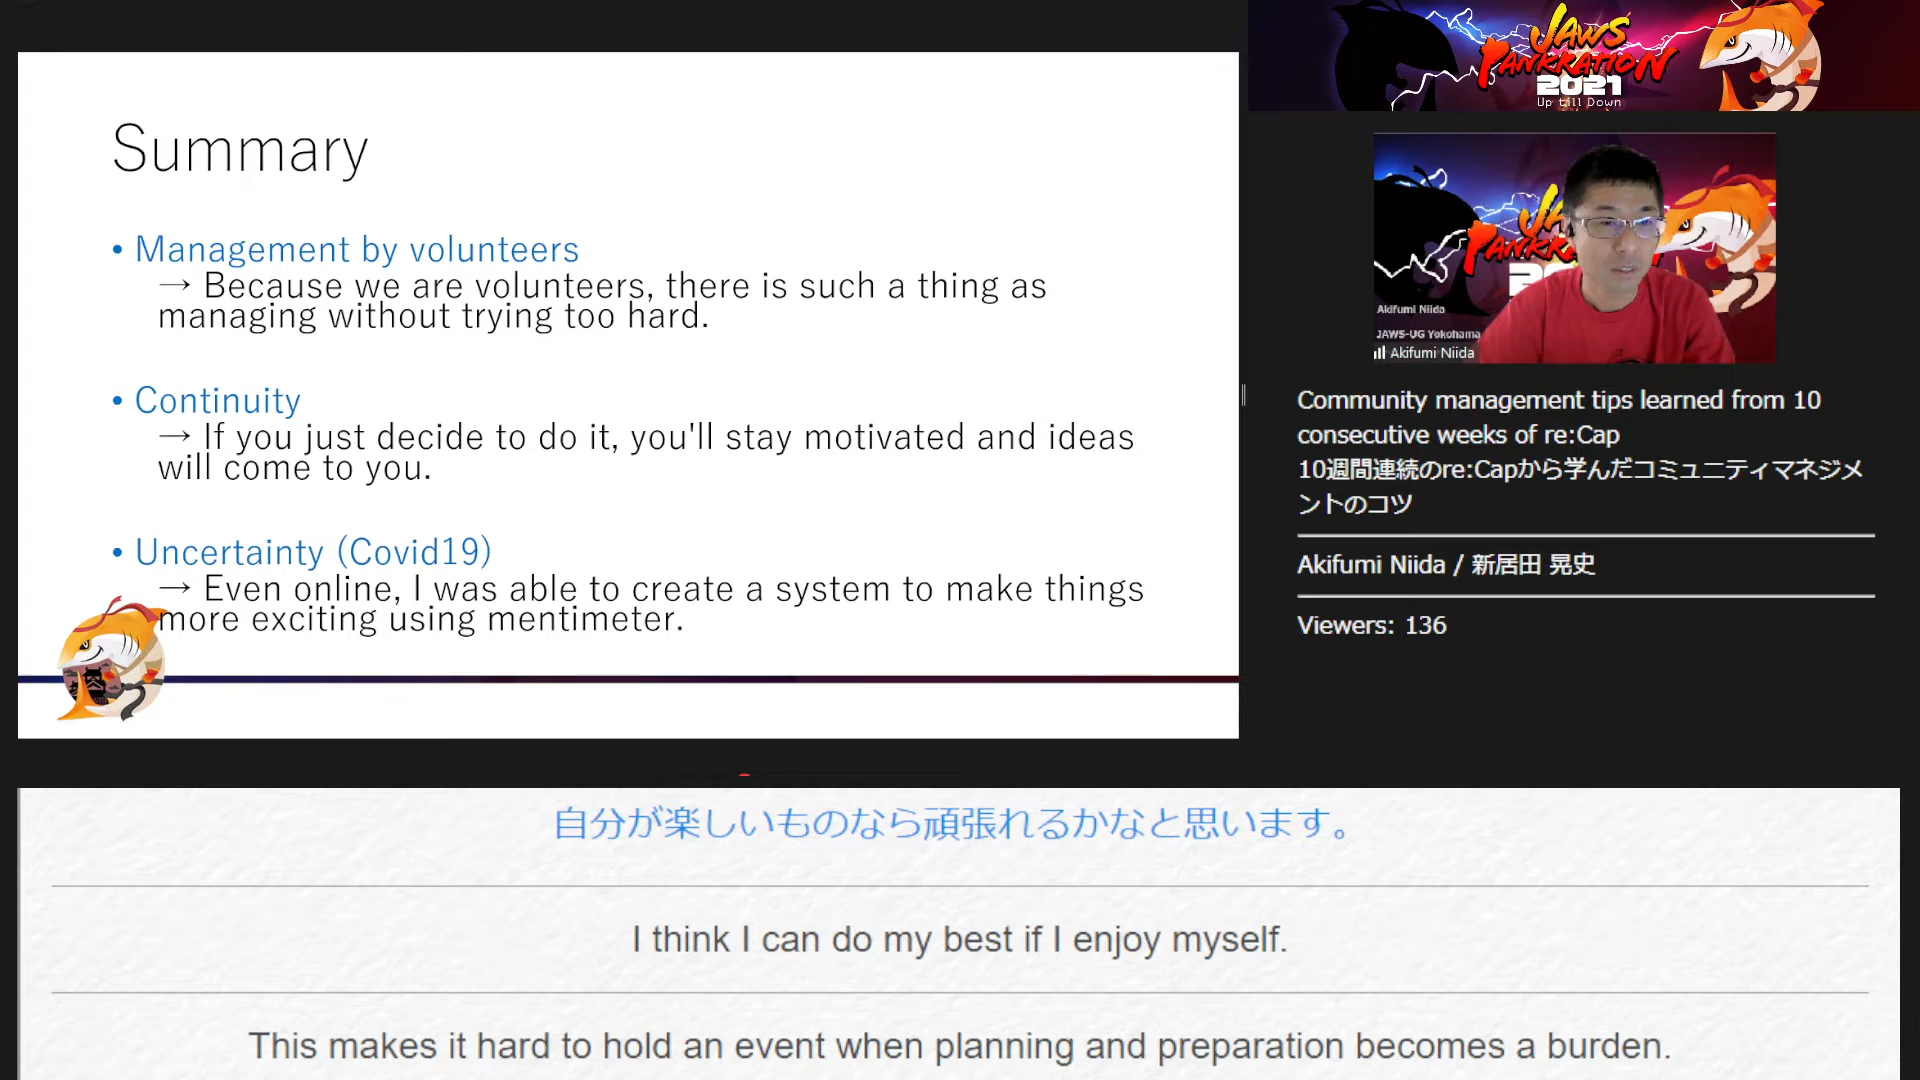 Summary
• Management by volunteers
→ Because we are volunteers, there is such a thing as
managing without trying too hard.
• Continuity
→ If you just decide to do it, you'll stay motivated and ideas
will come to you.
• Uncertainty (Covid19)
→ Even online, I was able to create a system to make things
more exciting using mentimeter.
JAWS
PANKRATION
2021
Up till Down
Akifumi Niida
JAWS-UG Yokohama
Akifumi Niida
Community management tips learned from 10
consecutive weeks of re:Cap
10週間連続のre:Capから学んだコミュニティマネジメ
ントのコツ
Akifumi Niida / 新居田 晃史
Viewers: 136
自分が楽しいものなら頑張れるかなと思います。
I think I can do my best if I enjoy myself.
This makes it hard to hold an event when planning and preparation becomes a burden.